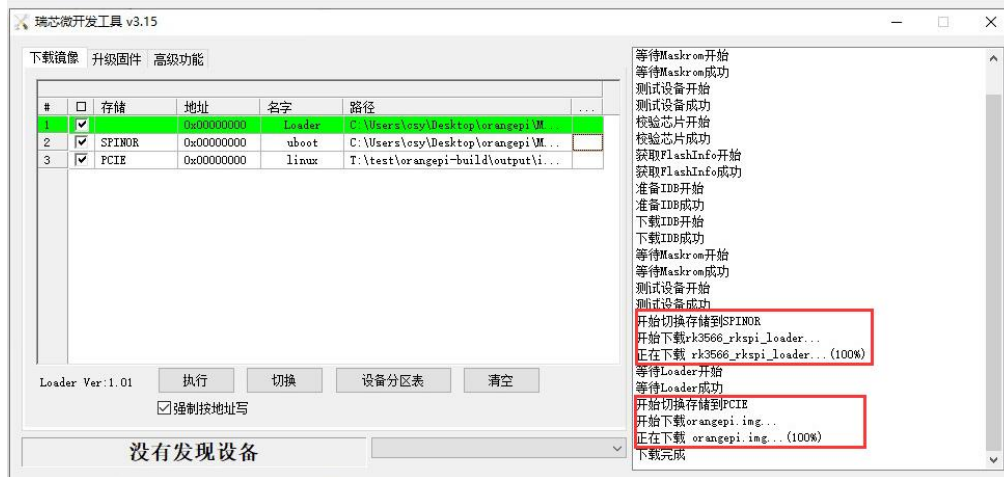 瑞芯微开发工具 v3.15
下载镜像 升级固件 高级功能
# 存储 地址 名字 路径 ...
1 0x00000000 Loader C:\Users\csy\Desktop\orangepi\M...
2 SPINOR 0x00000000 uboot C:\Users\csy\Desktop\orangepi\M...
3 PCIE 0x00000000 linux T:\test\orangepi-build\output\i...
Loader Ver:1.01 执行 切换 设备分区表 清空
强制按地址写
没有发现设备
等待Maskrom开始
等待Maskrom成功
测试设备开始
测试设备成功
校验芯片开始
校验芯片成功
获取FlashInfo开始
获取FlashInfo成功
准备IDB开始
准备IDB成功
下载IDB开始
下载IDB成功
等待Maskrom开始
等待Maskrom成功
测试设备开始
测试设备成功
开始切换存储到SPINOR
开始下载rk3566_rkspi_loader...
正在下载 rk3566_rkspi_loader...(100%)
等待Loader开始
等待Loader成功
开始切换存储到PCIE
开始下载orangepi.img...
正在下载 orangepi.img...(100%)
下载完成